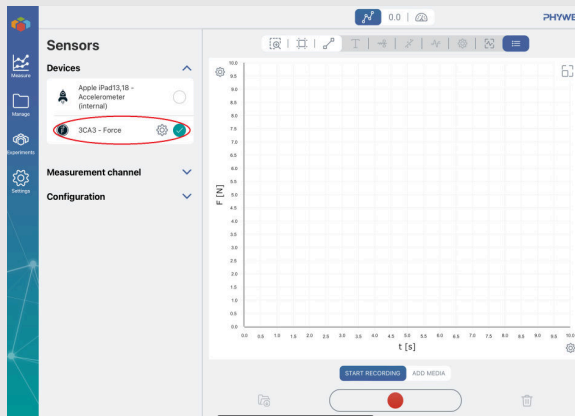 0.0
PHYWE
Sensors
Devices
Apple iPad13,18 -
Accelerometer
(internal)
3CA3 - Force
Measurement channel
Configuration
Measure
Manage
Experiments
Settings
T
10.0
9.5
9.0
8.5
8.0
7.5
7.0
6.5
6.0
5.5
5.0
4.5
4.0
3.5
3.0
2.5
2.0
1.5
1.0
0.5
0.0
F [N]
0.0 0.5 1.0 1.5 2.0 2.5 3.0 3.5 4.0 4.5 5.0 5.5 6.0 6.5 7.0 7.5 8.0 8.5 9.0 9.5 10.0
t [s]
START RECORDING ADD MEDIA